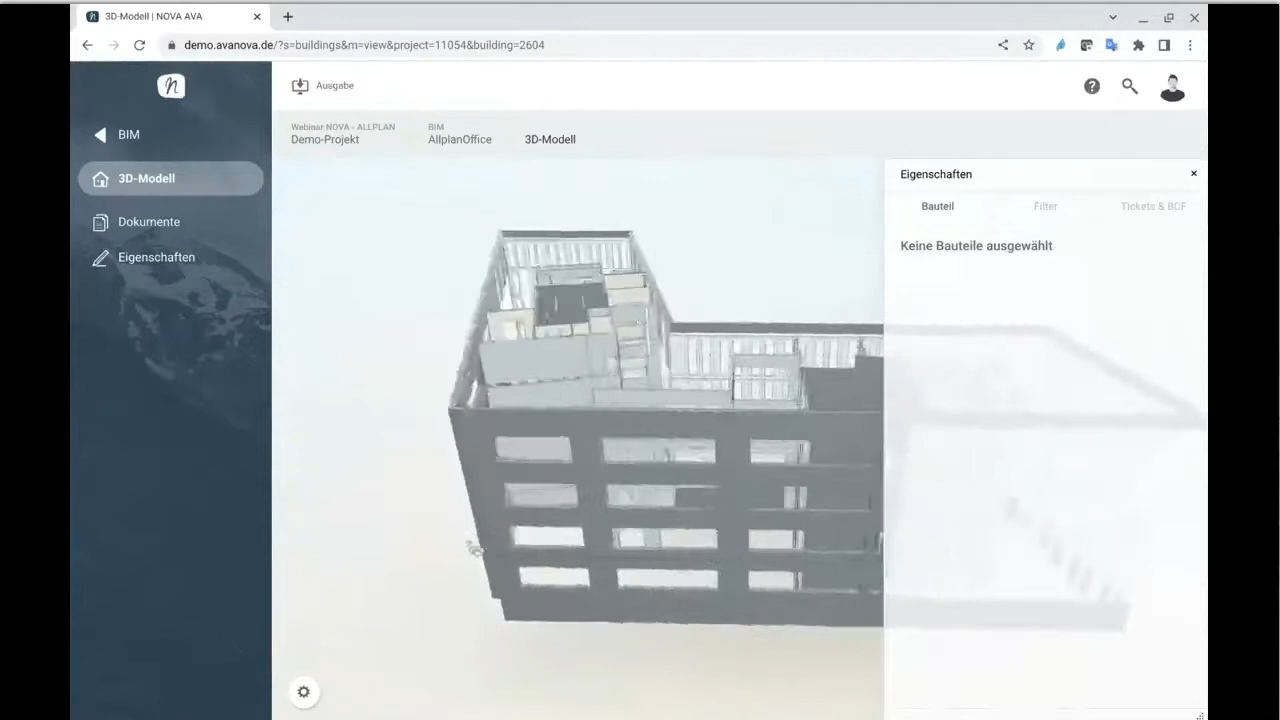 3D-Modell | NOVA AVA
demo.avanova.de/?s=buildings&m=view&project=11054&building=2604
n
Ausgabe
BIM
3D-Modell
Dokumente
Eigenschaften
Webinar NOVA - ALLPLAN
Demo-Projekt
BIM
AllplanOffice
3D-Modell
Eigenschaften
Bauteil Filter Tickets & BCF
Keine Bauteile ausgewählt